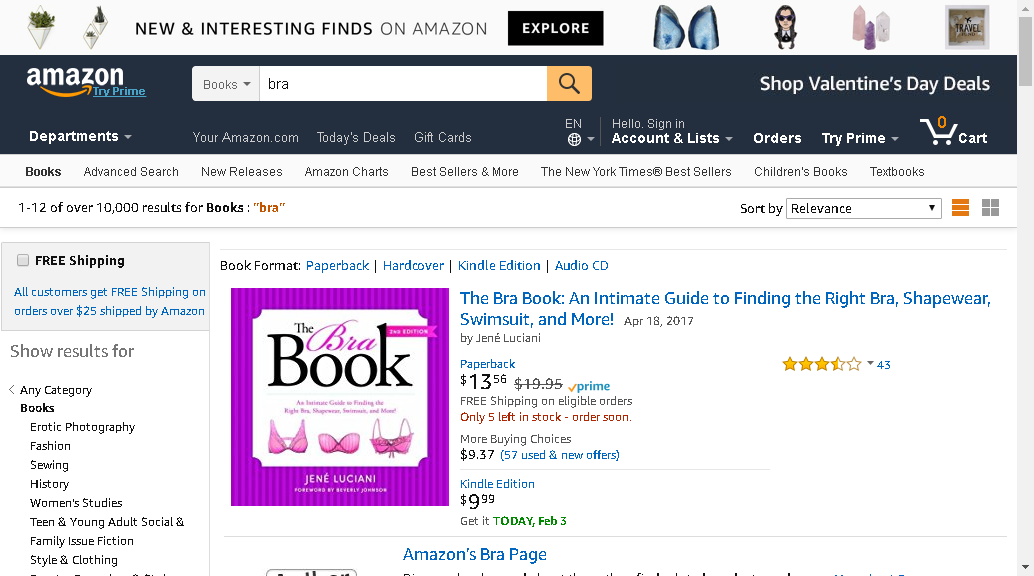 NEW & INTERESTING FINDS ON AMAZON EXPLORE
TRAVEL
amazon
Try Prime
Books
bra
Shop Valentine's Day Deals
EN
Hello. Sign in
0
Departments
Your Amazon.com
Today's Deals
Gift Cards
Account & Lists
Orders
Try Prime
Cart
Books Advanced Search New Releases Amazon Charts Best Sellers & More The New York Times® Best Sellers Children's Books Textbooks
1-12 of over 10,000 results for Books : "bra"
Sort by Relevance
FREE Shipping
All customers get FREE Shipping on
orders over $25 shipped by Amazon
Show results for
Any Category
Books
Erotic Photography
Fashion
Sewing
History
Women's Studies
Teen & Young Adult Social &
Family Issue Fiction
Style & Clothing
Book Format: Paperback | Hardcover | Kindle Edition | Audio CD
The Bra
2ND EDITION
Book
An Intimate Guide to Finding the
Right Bra, Shapewear, Swimsuit, and More!
JENÉ LUCIANI
FOREWORD BY BEVERLY JOHNSON
The Bra Book: An Intimate Guide to Finding the Right Bra, Shapewear,
Swimsuit, and More! Apr 18, 2017
by Jené Luciani
Paperback
$13 56 $19.95 prime
43
FREE Shipping on eligible orders
Only 5 left in stock - order soon.
More Buying Choices
$9.37 (57 used & new offers)
Kindle Edition
$9 99
Get it TODAY, Feb 3
Amazon's Bra Page